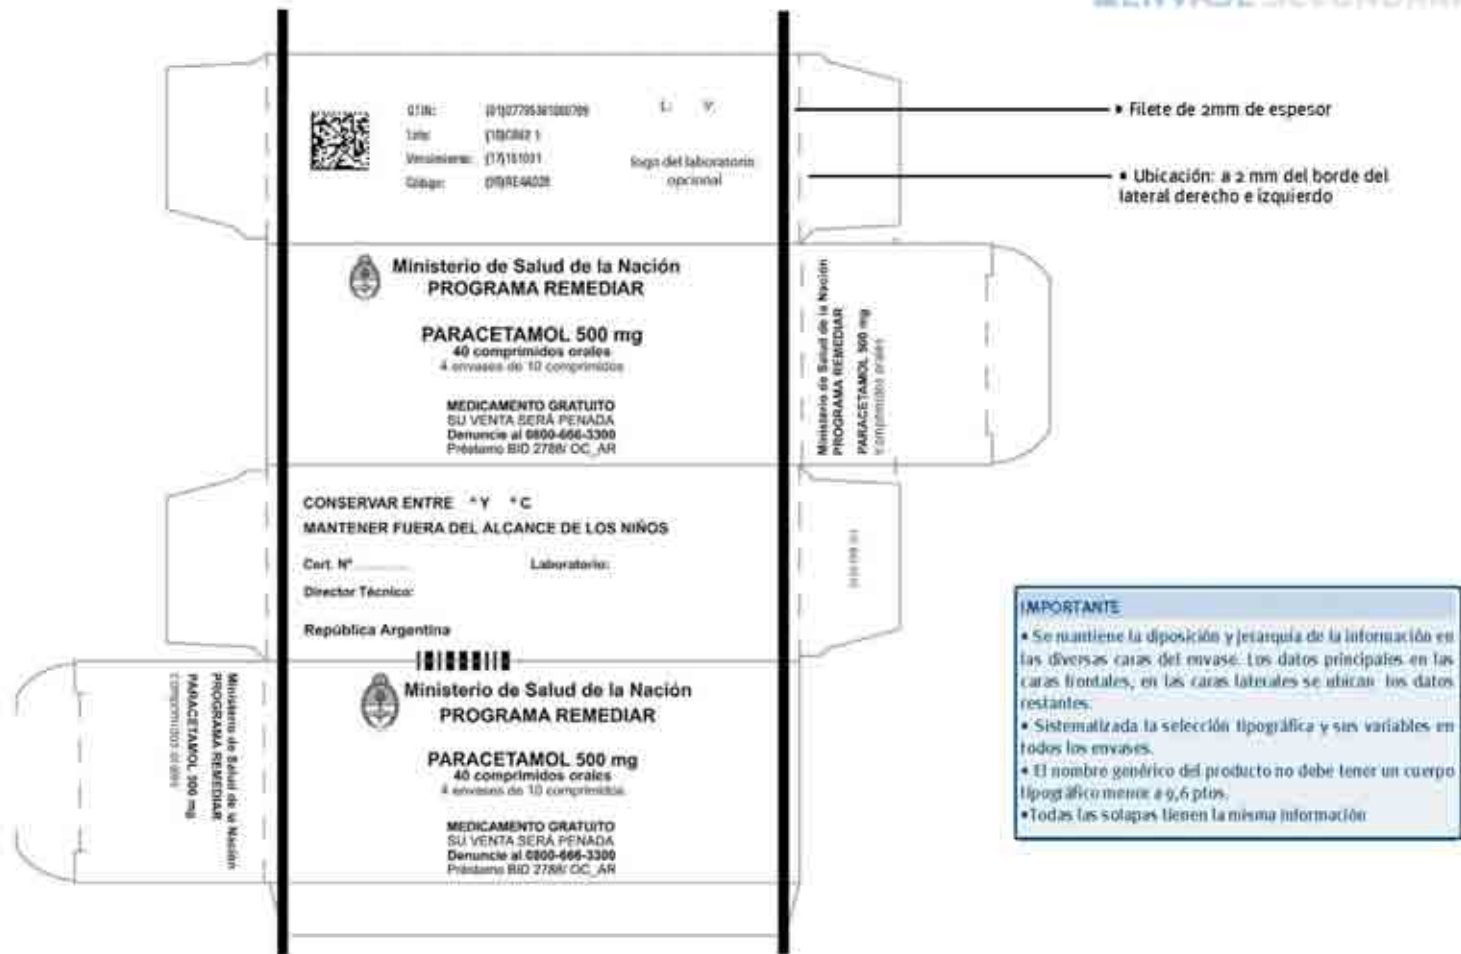 ENVASE SECUNDARIO
GTIN:
Lote:
Vencimiento:
Código:
L: V:
logo del laboratorio
opcional
• Filete de 2mm de espesor
• Ubicación: a 2 mm del borde del
lateral derecho e izquierdo
Ministerio de Salud de la Nación
PROGRAMA REMEDIAR
PARACETAMOL 500 mg
40 comprimidos orales
4 envases de 10 comprimidos
MEDICAMENTO GRATUITO
SU VENTA SERÁ PENADA
Denuncie al 0800-666-3300
Préstamo BID 2788/ OC_AR
Ministerio de Salud de la Nación
PROGRAMA REMEDIAR
PARACETAMOL 500 mg
comprimidos orales
CONSERVAR ENTRE ° Y ° C
MANTENER FUERA DEL ALCANCE DE LOS NIÑOS
Cert. Nº ........
Laboratorio:
Director Técnico:
República Argentina
Ministerio de Salud de la Nación
PROGRAMA REMEDIAR
PARACETAMOL 500 mg
comprimidos orales
Ministerio de Salud de la Nación
PROGRAMA REMEDIAR
PARACETAMOL 500 mg
40 comprimidos orales
4 envases de 10 comprimidos
MEDICAMENTO GRATUITO
SU VENTA SERÁ PENADA
Denuncie al 0800-666-3300
Préstamo BID 2788/ OC_AR
IMPORTANTE
• Se mantiene la diposición y jerarquía de la información en
las diversas caras del envase. Los datos principales en las
caras frontales, en las caras laterales se ubican los datos
restantes.
• Sistematizada la selección tipográfica y sus variables en
todos los envases.
• El nombre genérico del producto no debe tener un cuerpo
tipográfico menor a 9,6 ptos.
• Todas las solapas tienen la misma información